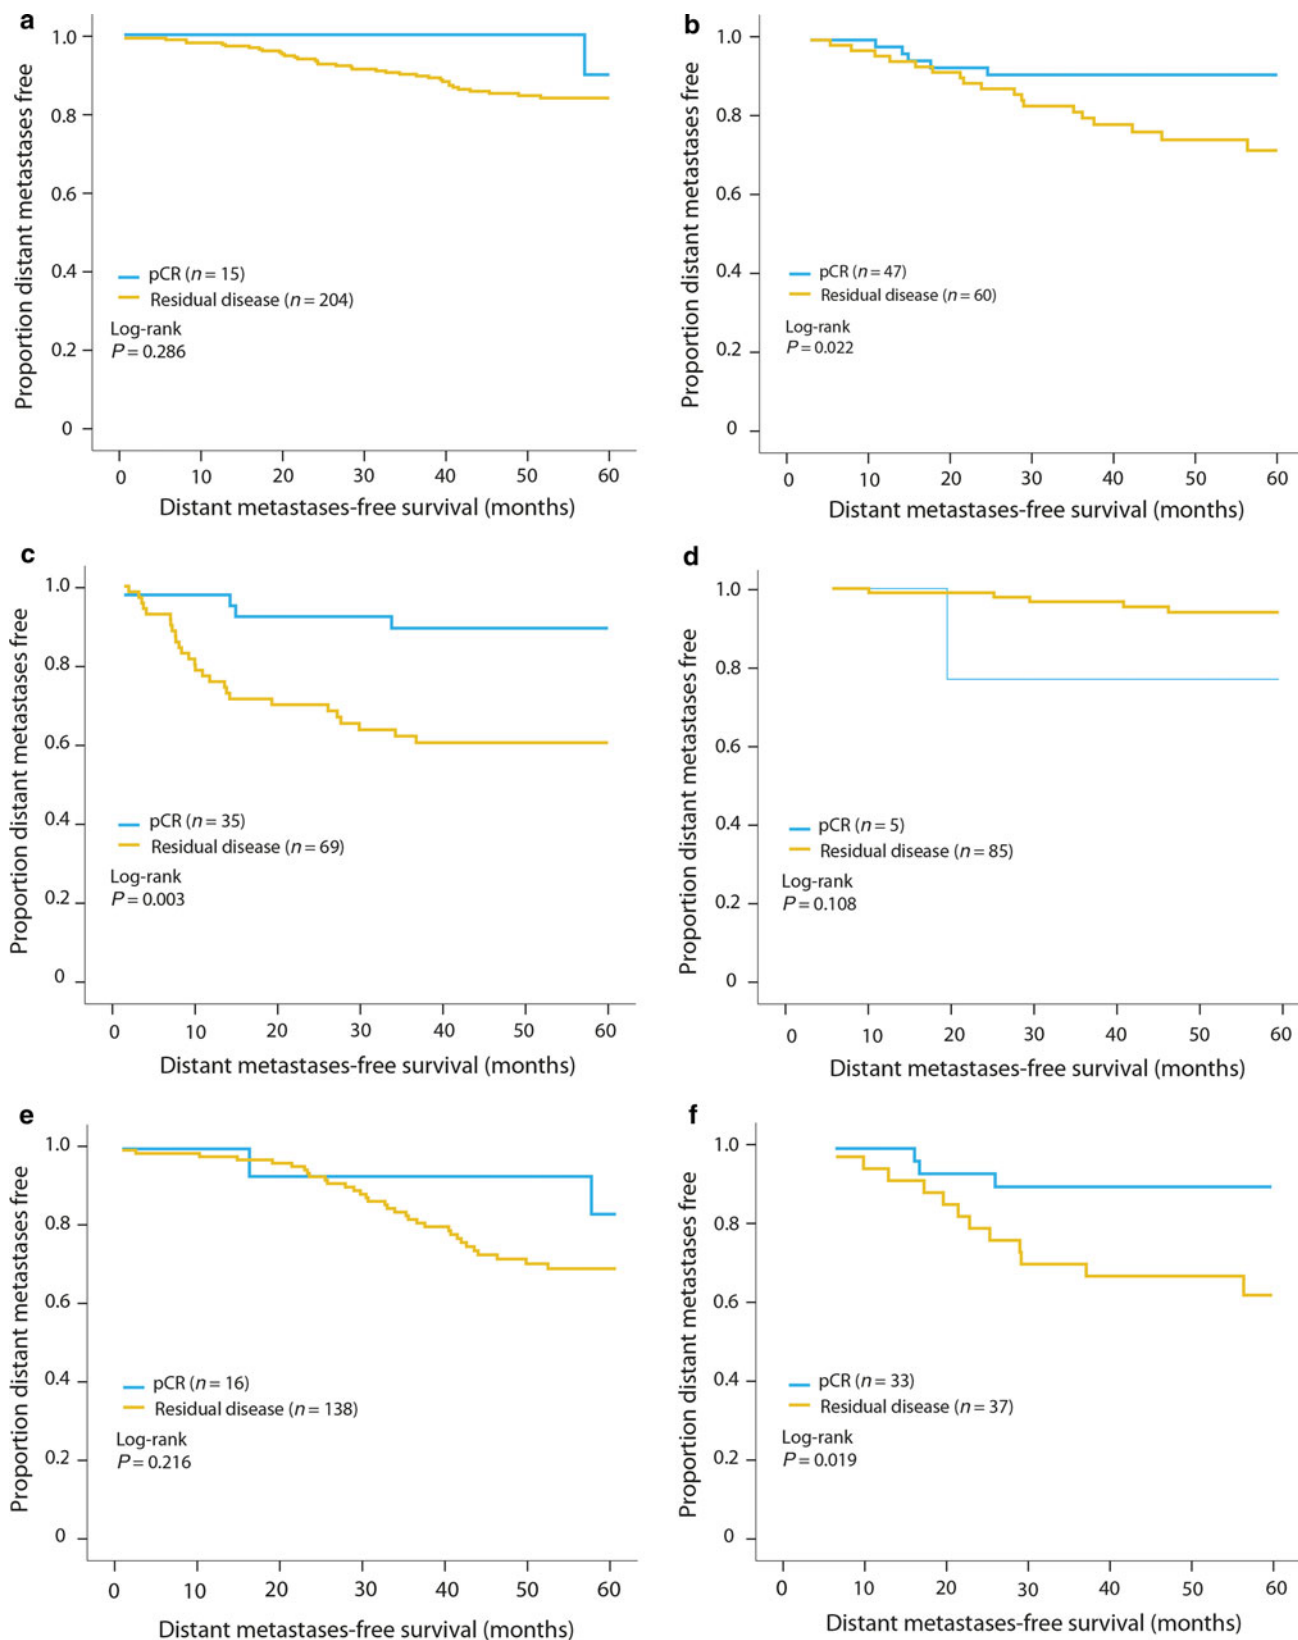 a
Proportion distant metastases free
1.0
0.8
0.6
0.4
0.2
0
pCR (n = 15)
Residual disease (n = 204)
Log-rank
P = 0.286
0 10 20 30 40 50 60
Distant metastases-free survival (months)
b
Proportion distant metastases free
1.0
0.8
0.6
0.4
0.2
0
pCR (n = 47)
Residual disease (n = 60)
Log-rank
P = 0.022
0 10 20 30 40 50 60
Distant metastases-free survival (months)
c
Proportion distant metastases free
1.0
0.8
0.6
0.4
0.2
0
pCR (n = 35)
Residual disease (n = 69)
Log-rank
P = 0.003
0 10 20 30 40 50 60
Distant metastases-free survival (months)
d
Proportion distant metastases free
1.0
0.8
0.6
0.4
0.2
0
pCR (n = 5)
Residual disease (n = 85)
Log-rank
P = 0.108
0 10 20 30 40 50 60
Distant metastases-free survival (months)
e
Proportion distant metastases free
1.0
0.8
0.6
0.4
0.2
0
pCR (n = 16)
Residual disease (n = 138)
Log-rank
P = 0.216
0 10 20 30 40 50 60
Distant metastases-free survival (months)
f
Proportion distant metastases free
1.0
0.8
0.6
0.4
0.2
0
pCR (n = 33)
Residual disease (n = 37)
Log-rank
P = 0.019
0 10 20 30 40 50 60
Distant metastases-free survival (months)